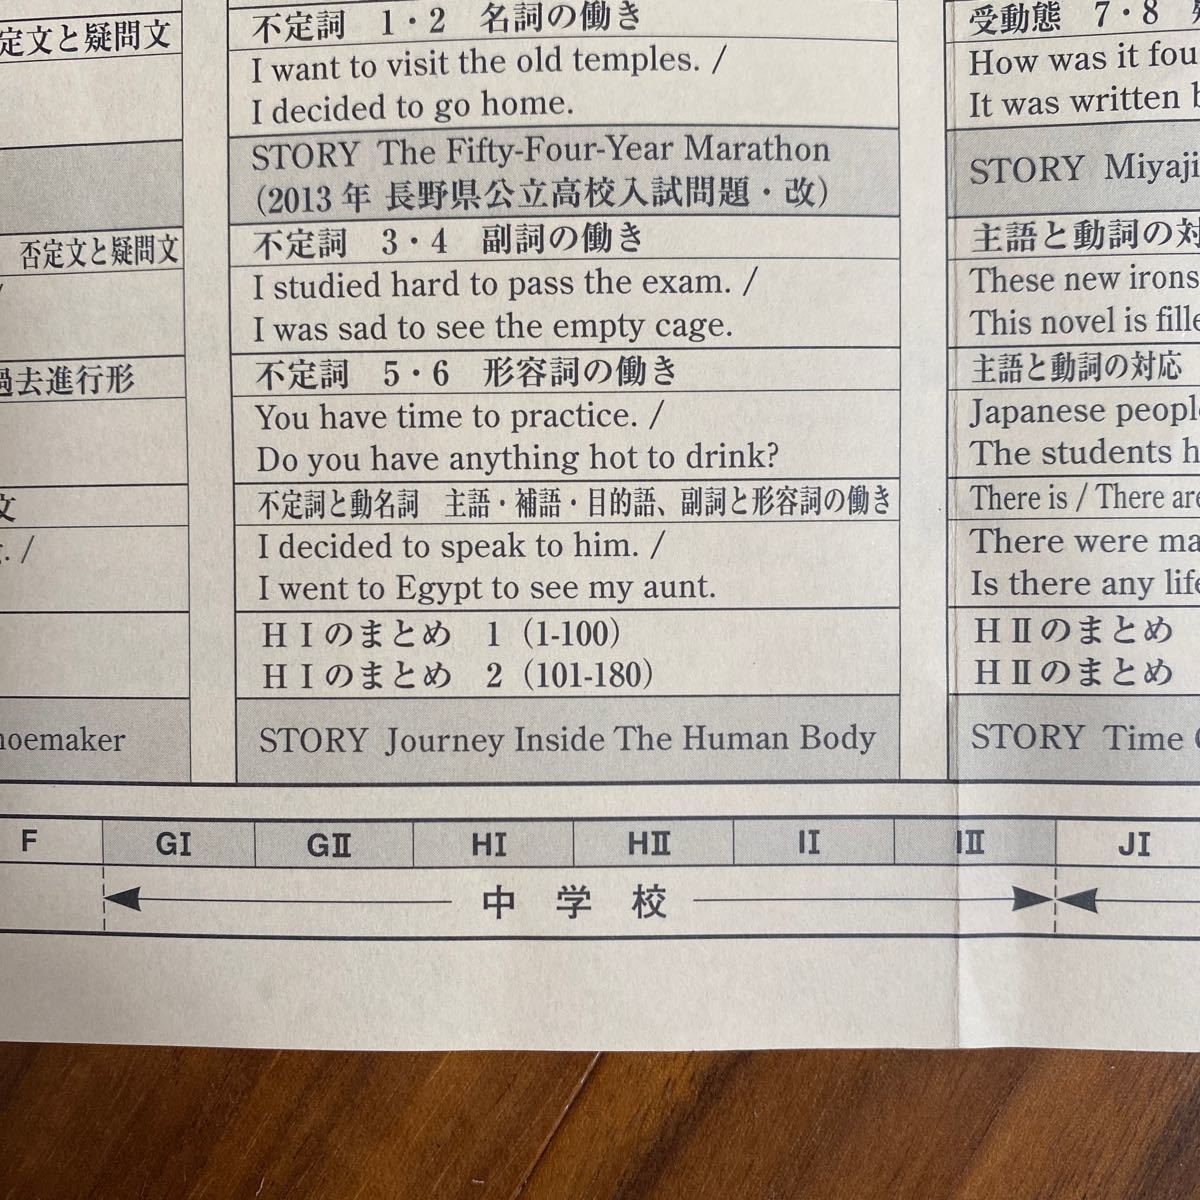 定文と疑問文
否定文と疑問文
過去進行形
文
. /
不定詞　1・2　名詞の働き
I want to visit the old temples. /
I decided to go home.
STORY The Fifty-Four-Year Marathon
(2013 年 長野県公立高校入試問題・改)
不定詞　3・4　副詞の働き
I studied hard to pass the exam. /
I was sad to see the empty cage.
不定詞　5・6　形容詞の働き
You have time to practice. /
Do you have anything hot to drink?
不定詞と動名詞　主語・補語・目的語、副詞と形容詞の働き
I decided to speak to him. /
I went to Egypt to see my aunt.
H I のまとめ　1 (1-100)
H I のまとめ　2 (101-180)
STORY Journey Inside The Human Body
受動態　7・8
How was it fou
It was written b
STORY Miyaji
主語と動詞の対
These new irons
This novel is fille
主語と動詞の対応
Japanese people
The students h
There is / There are
There were ma
Is there any life
H Ⅱのまとめ
H Ⅱのまとめ
STORY Time
F GⅠ GⅡ HⅠ HⅡ IⅠ IⅡ JⅠ
中 学 校